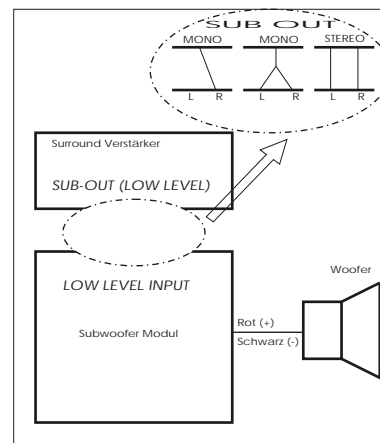 SUB OUT
MONO MONO STEREO
L R L R L R
Surround Verstärker
SUB-OUT (LOW LEVEL)
LOW LEVEL INPUT
Subwoofer Modul
Woofer
Rot (+)
Schwarz (-)